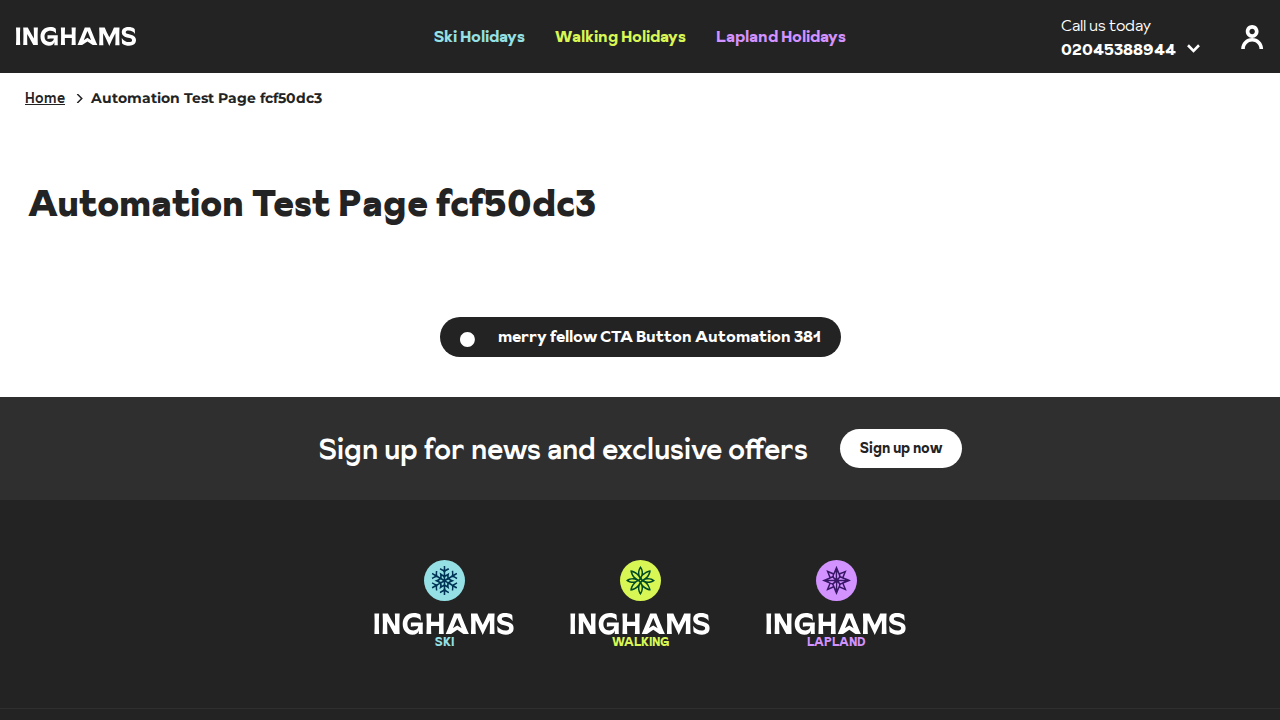 INGHAMS
Ski Holidays
Walking Holidays
Lapland Holidays
Call us today
02045388944
Home
Automation Test Page fcf50dc3
Automation Test Page fcf50dc3
merry fellow CTA Button Automation 381
Sign up for news and exclusive offers
Sign up now
INGHAMS
SKI
INGHAMS
WALKING
INGHAMS
LAPLAND